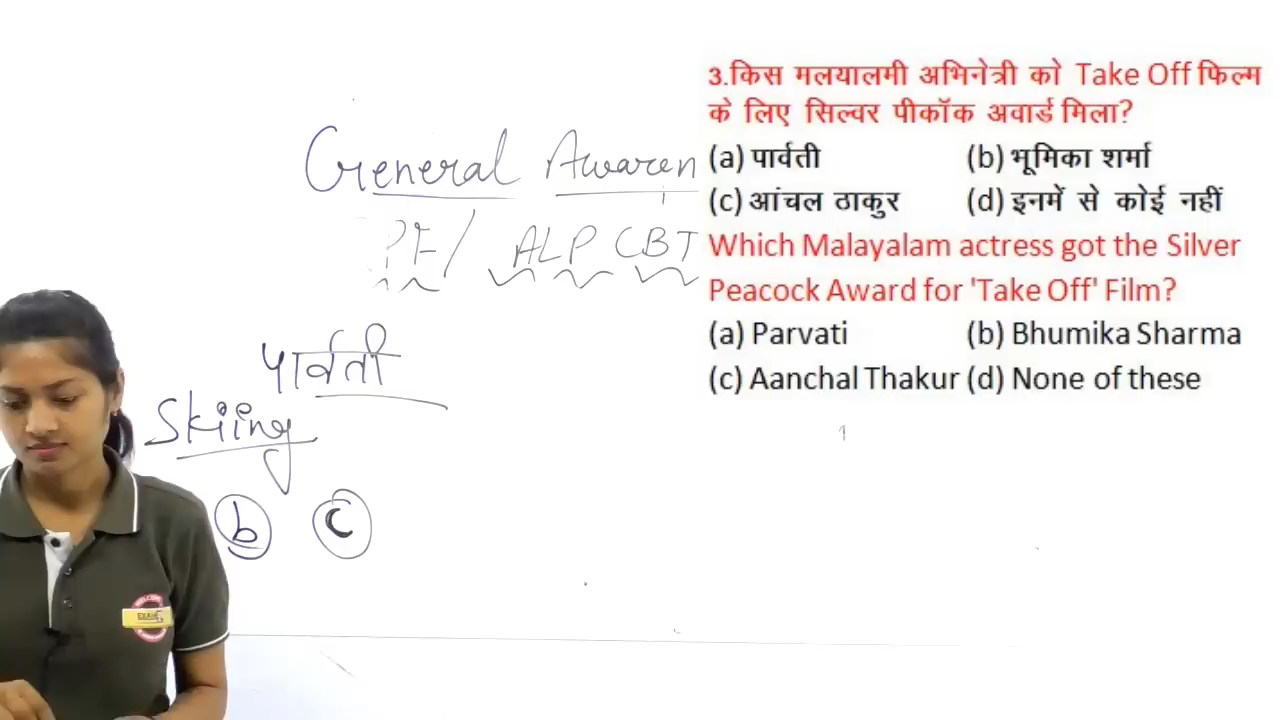 General Awaren
PF/ ALP CBT
पार्वती
Skiing
b c
3.किस मलयालमी अभिनेत्री को Take Off फिल्म
के लिए सिल्वर पीकॉक अवार्ड मिला?
(a) पार्वती (b) भूमिका शर्मा
(c) आंचल ठाकुर (d) इनमें से कोई नहीं
Which Malayalam actress got the Silver
Peacock Award for 'Take Off' Film?
(a) Parvati (b) Bhumika Sharma
(c) Aanchal Thakur (d) None of these
EXAM